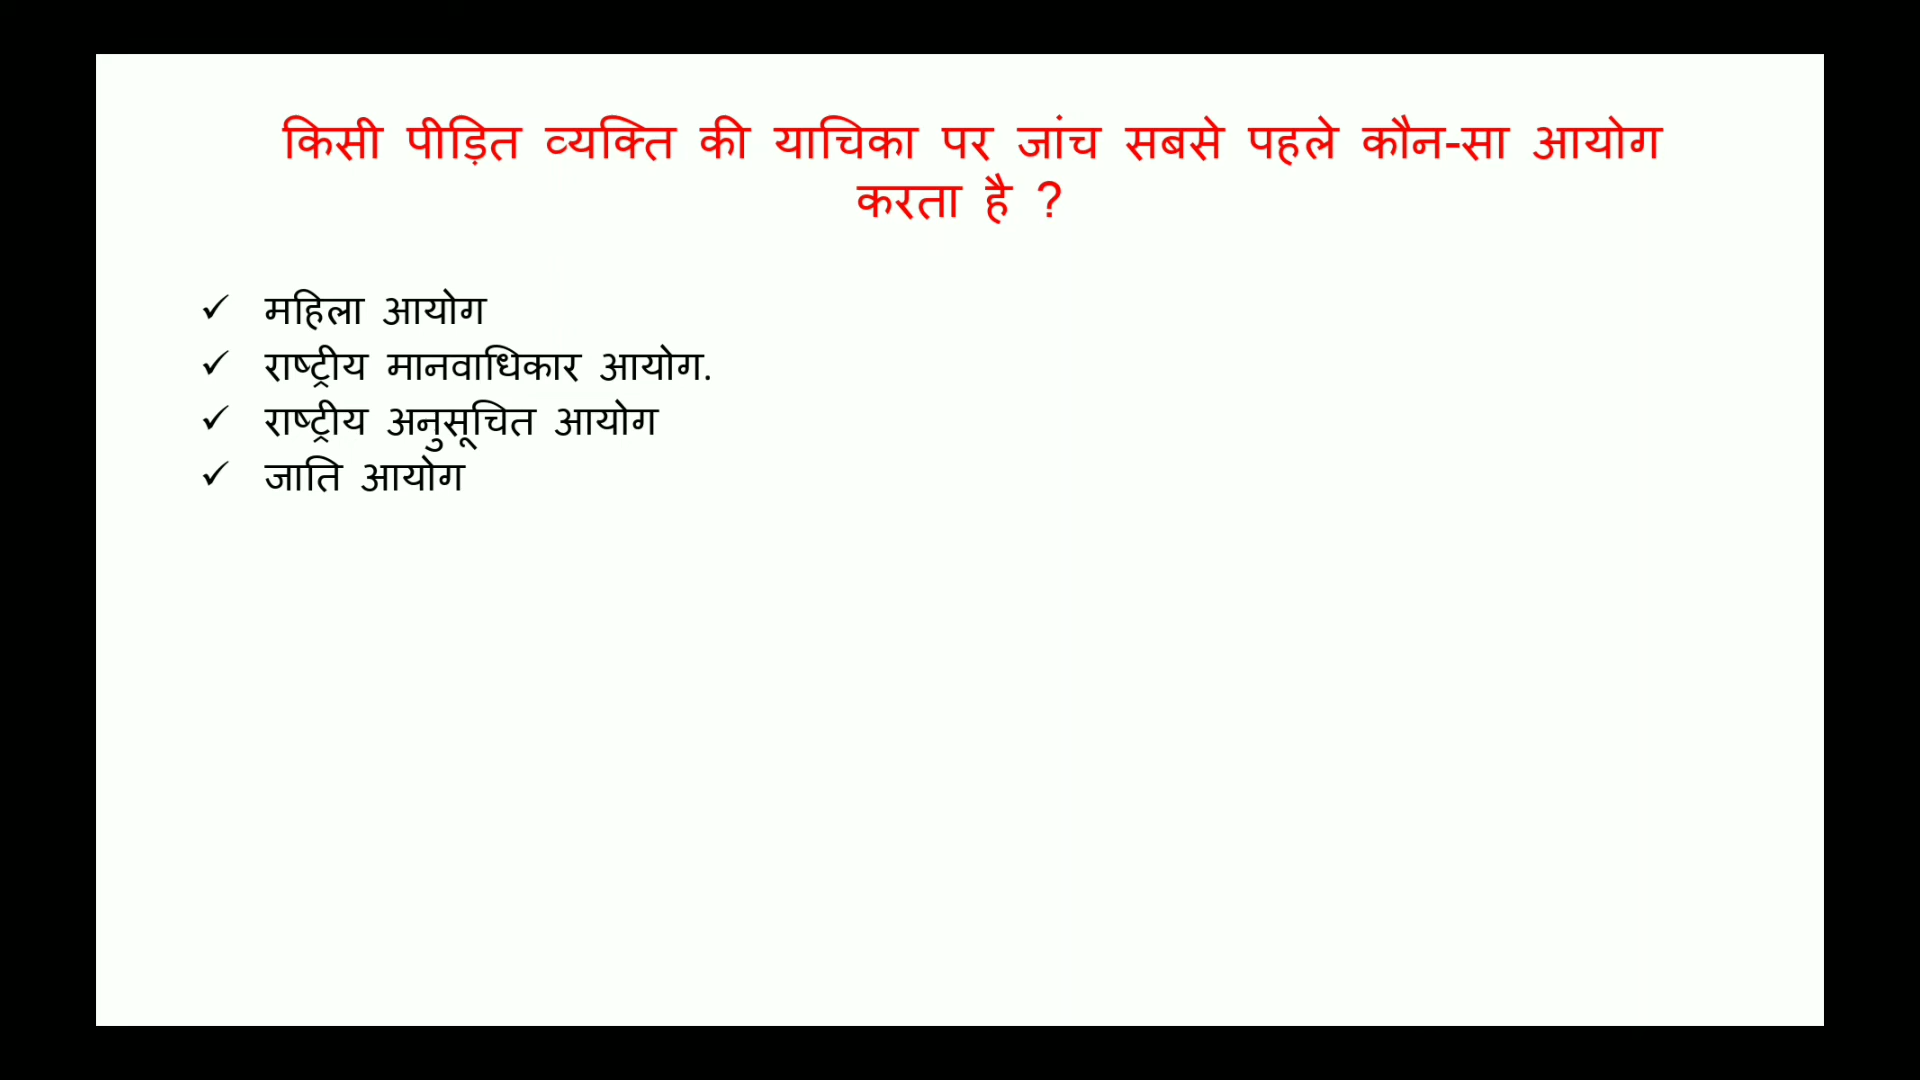 किसी पीड़ित व्यक्ति की याचिका पर जांच सबसे पहले कौन-सा आयोग
करता है ?
✓ महिला आयोग
✓ राष्ट्रीय मानवाधिकार आयोग.
✓ राष्ट्रीय अनुसूचित आयोग
✓ जाति आयोग